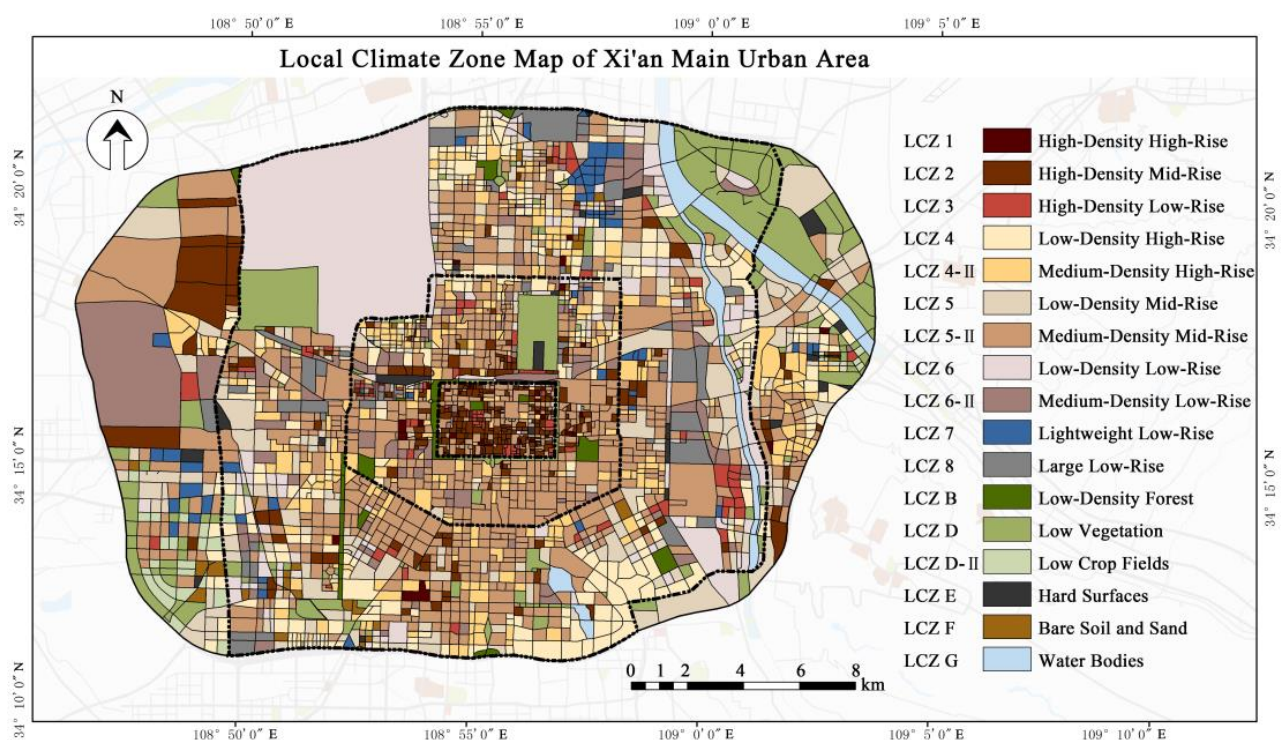 108° 50′ 0″ E 108° 55′ 0″ E 109° 0′ 0″ E 109° 5′ 0″ E
Local Climate Zone Map of Xi'an Main Urban Area
N
34° 20′ 0″ N
34° 15′ 0″ N
34° 10′ 0″ N
LCZ 1 High-Density High-Rise
LCZ 2 High-Density Mid-Rise
LCZ 3 High-Density Low-Rise
LCZ 4 Low-Density High-Rise
LCZ 4-II Medium-Density High-Rise
LCZ 5 Low-Density Mid-Rise
LCZ 5-II Medium-Density Mid-Rise
LCZ 6 Low-Density Low-Rise
LCZ 6-II Medium-Density Low-Rise
LCZ 7 Lightweight Low-Rise
LCZ 8 Large Low-Rise
LCZ B Low-Density Forest
LCZ D Low Vegetation
LCZ D-II Low Crop Fields
LCZ E Hard Surfaces
LCZ F Bare Soil and Sand
LCZ G Water Bodies
34° 20′ 0″ N
34° 15′ 0″ N
0 1 2 4 6 8
km
108° 50′ 0″ E 108° 55′ 0″ E 109° 0′ 0″ E 109° 5′ 0″ E 109° 10′ 0″ E